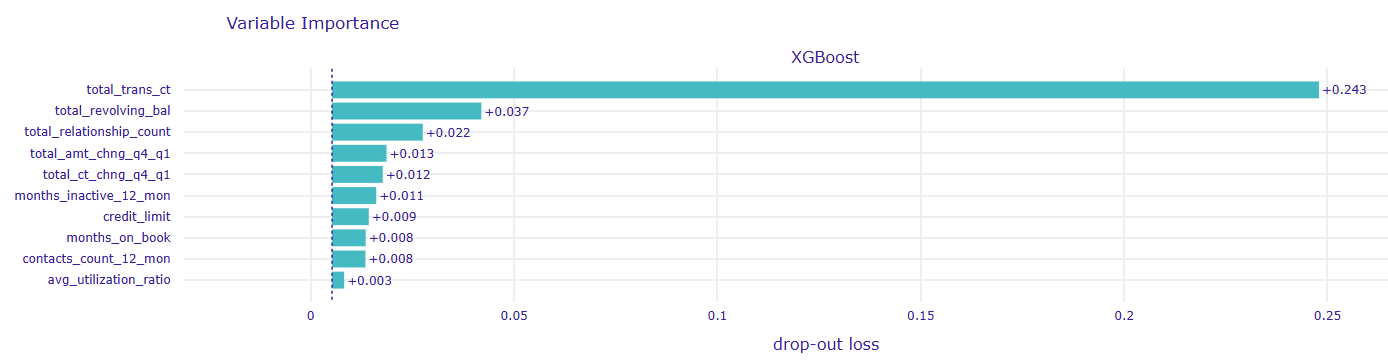 Variable Importance
XGBoost
total_trans_ct +0.243
total_revolving_bal +0.037
total_relationship_count +0.022
total_amt_chng_q4_q1 +0.013
total_ct_chng_q4_q1 +0.012
months_inactive_12_mon +0.011
credit_limit +0.009
months_on_book +0.008
contacts_count_12_mon +0.008
avg_utilization_ratio +0.003
0 0.05 0.1 0.15 0.2 0.25
drop-out loss